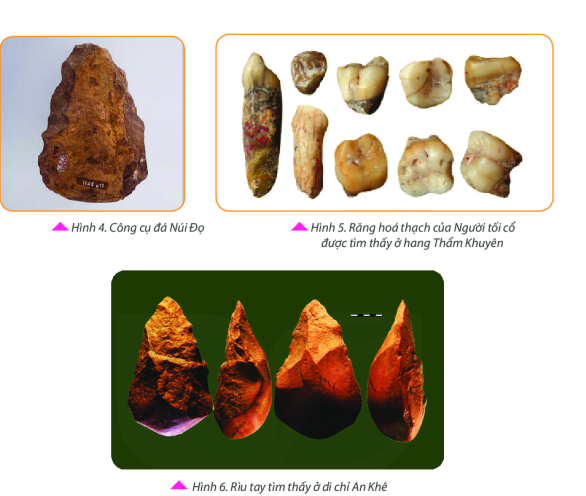 Hình 4. Công cụ đá Núi Đọ
Hình 5. Răng hoá thạch của Người tối cổ
được tìm thấy ở hang Thẩm Khuyên
Hình 6. Rìu tay tìm thấy ở di chỉ An Khê